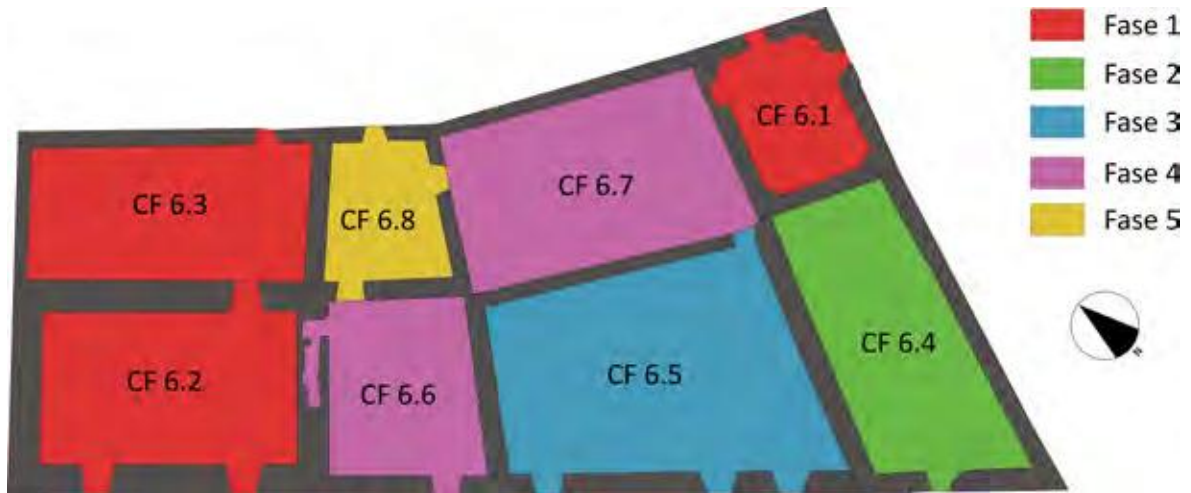 Fase 1
Fase 2
Fase 3
Fase 4
Fase 5
CF 6.1
CF 6.3
CF 6.7
CF 6.8
CF 6.4
CF 6.2
CF 6.5
CF 6.6
N